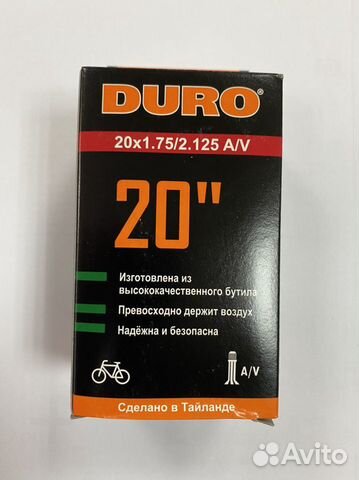 DURO®
20x1.75/2.125 A/V
20"
Изготовлена из
высококачественного бутила
Превосходно держит воздух
Надёжна и безопасна
A/V
Сделано в Тайланде
Avito